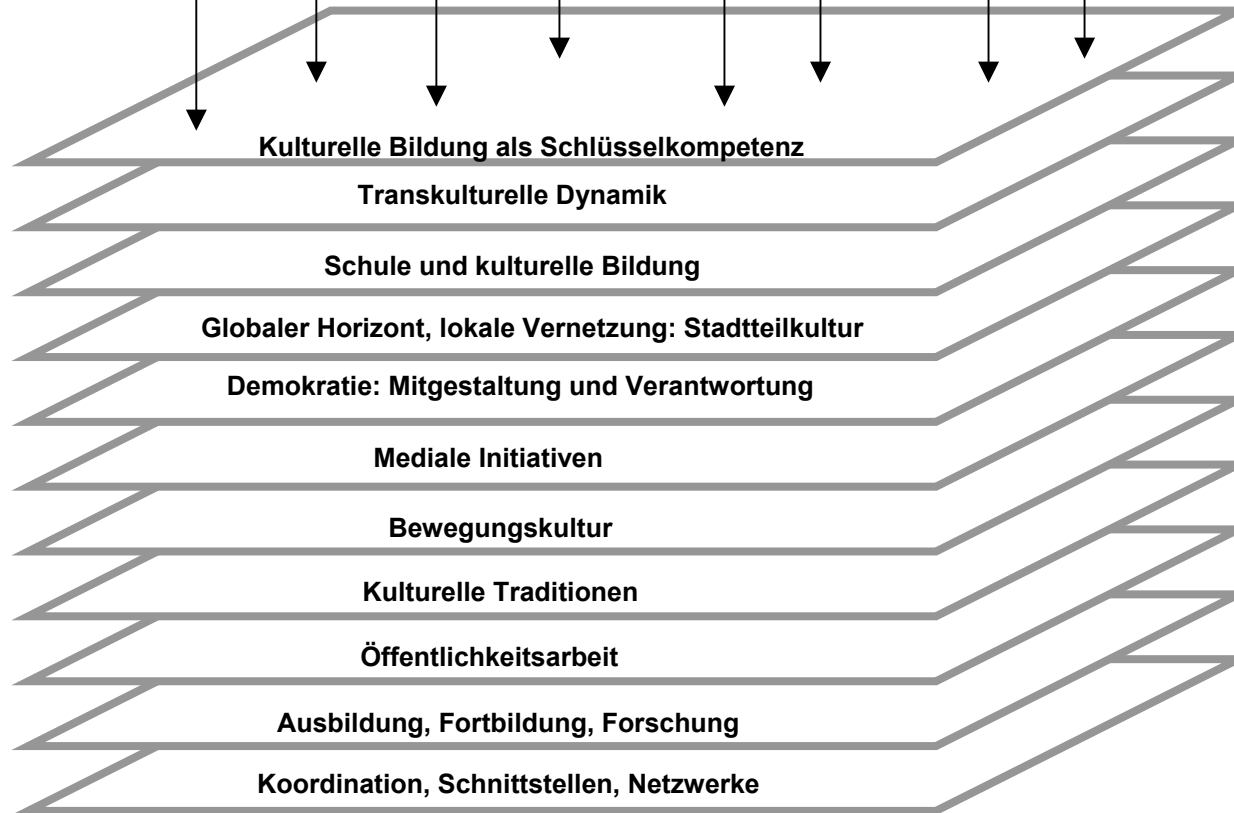 Kulturelle Bildung als Schlüsselkompetenz
Transkulturelle Dynamik
Schule und kulturelle Bildung
Globaler Horizont, lokale Vernetzung: Stadtteilkultur
Demokratie: Mitgestaltung und Verantwortung
Mediale Initiativen
Bewegungskultur
Kulturelle Traditionen
Öffentlichkeitsarbeit
Ausbildung, Fortbildung, Forschung
Koordination, Schnittstellen, Netzwerke